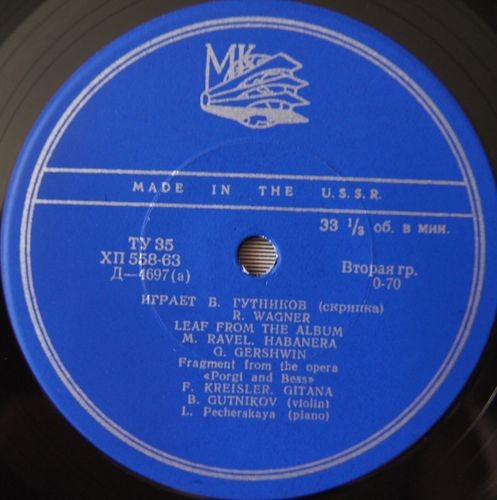 МК
MADE IN THE U.S.S.R.
33 1/3 об. в мин.
ТУ 35
ХП 558-63
Д—4697(а)
Вторая гр.
0-70
ИГРАЕТ Б. ГУТНИКОВ (скрипка)
R. WAGNER
LEAF FROM THE ALBUM
M. RAVEL. HABANERA
G. GERSHWIN
Fragment from the opera
«Porgi and Bess»
F. KREISLER. GITANA
B. GUTNIKOV (violin)
L. Pecherskaya (piano)